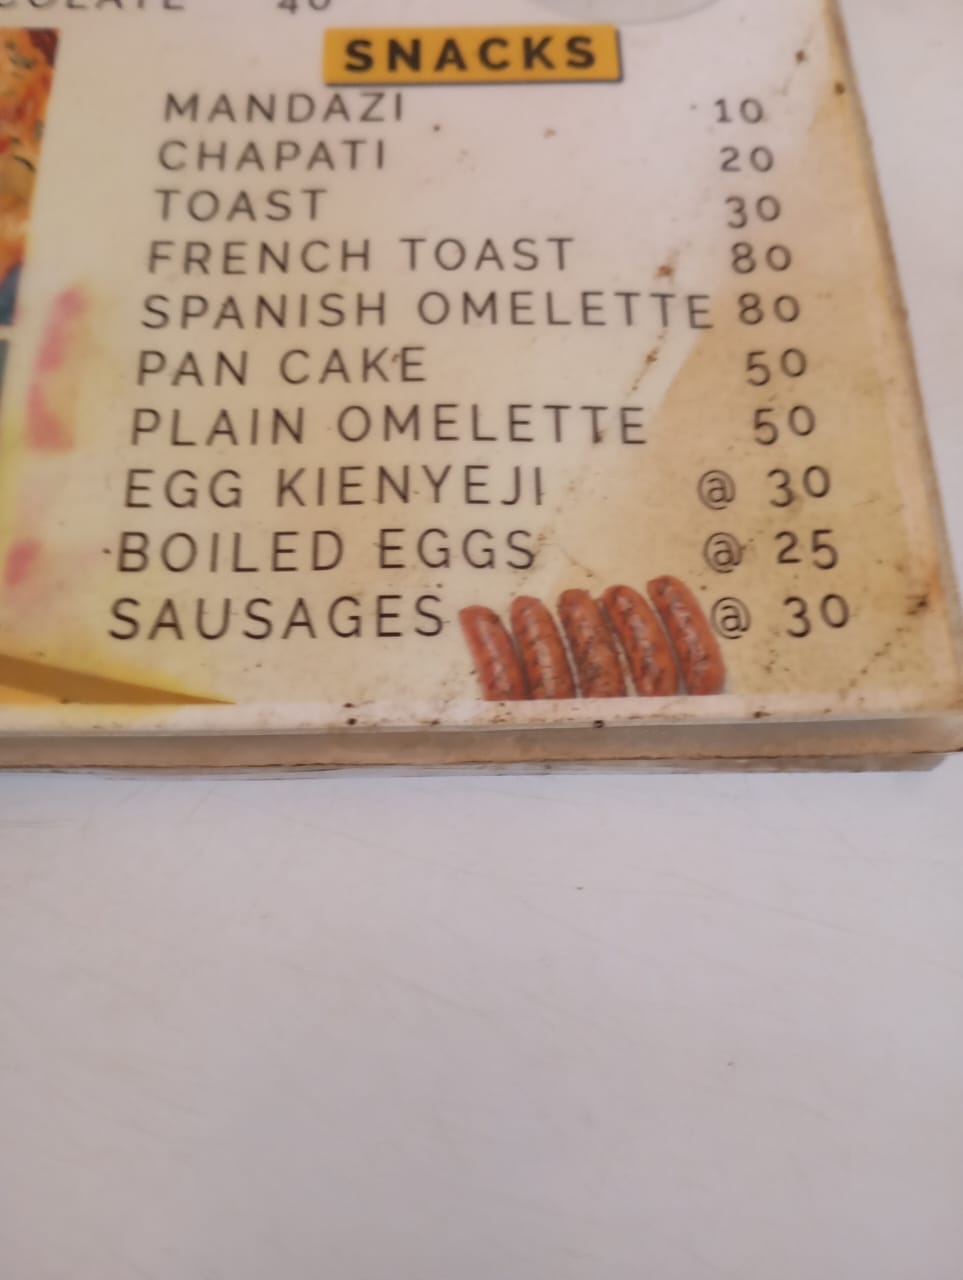 40
SNACKS
MANDAZI 10
CHAPATI 20
TOAST 30
FRENCH TOAST 80
SPANISH OMELETTE 80
PAN CAKE 50
PLAIN OMELETTE 50
EGG KIENYEJI @ 30
BOILED EGGS @ 25
SAUSAGES @ 30